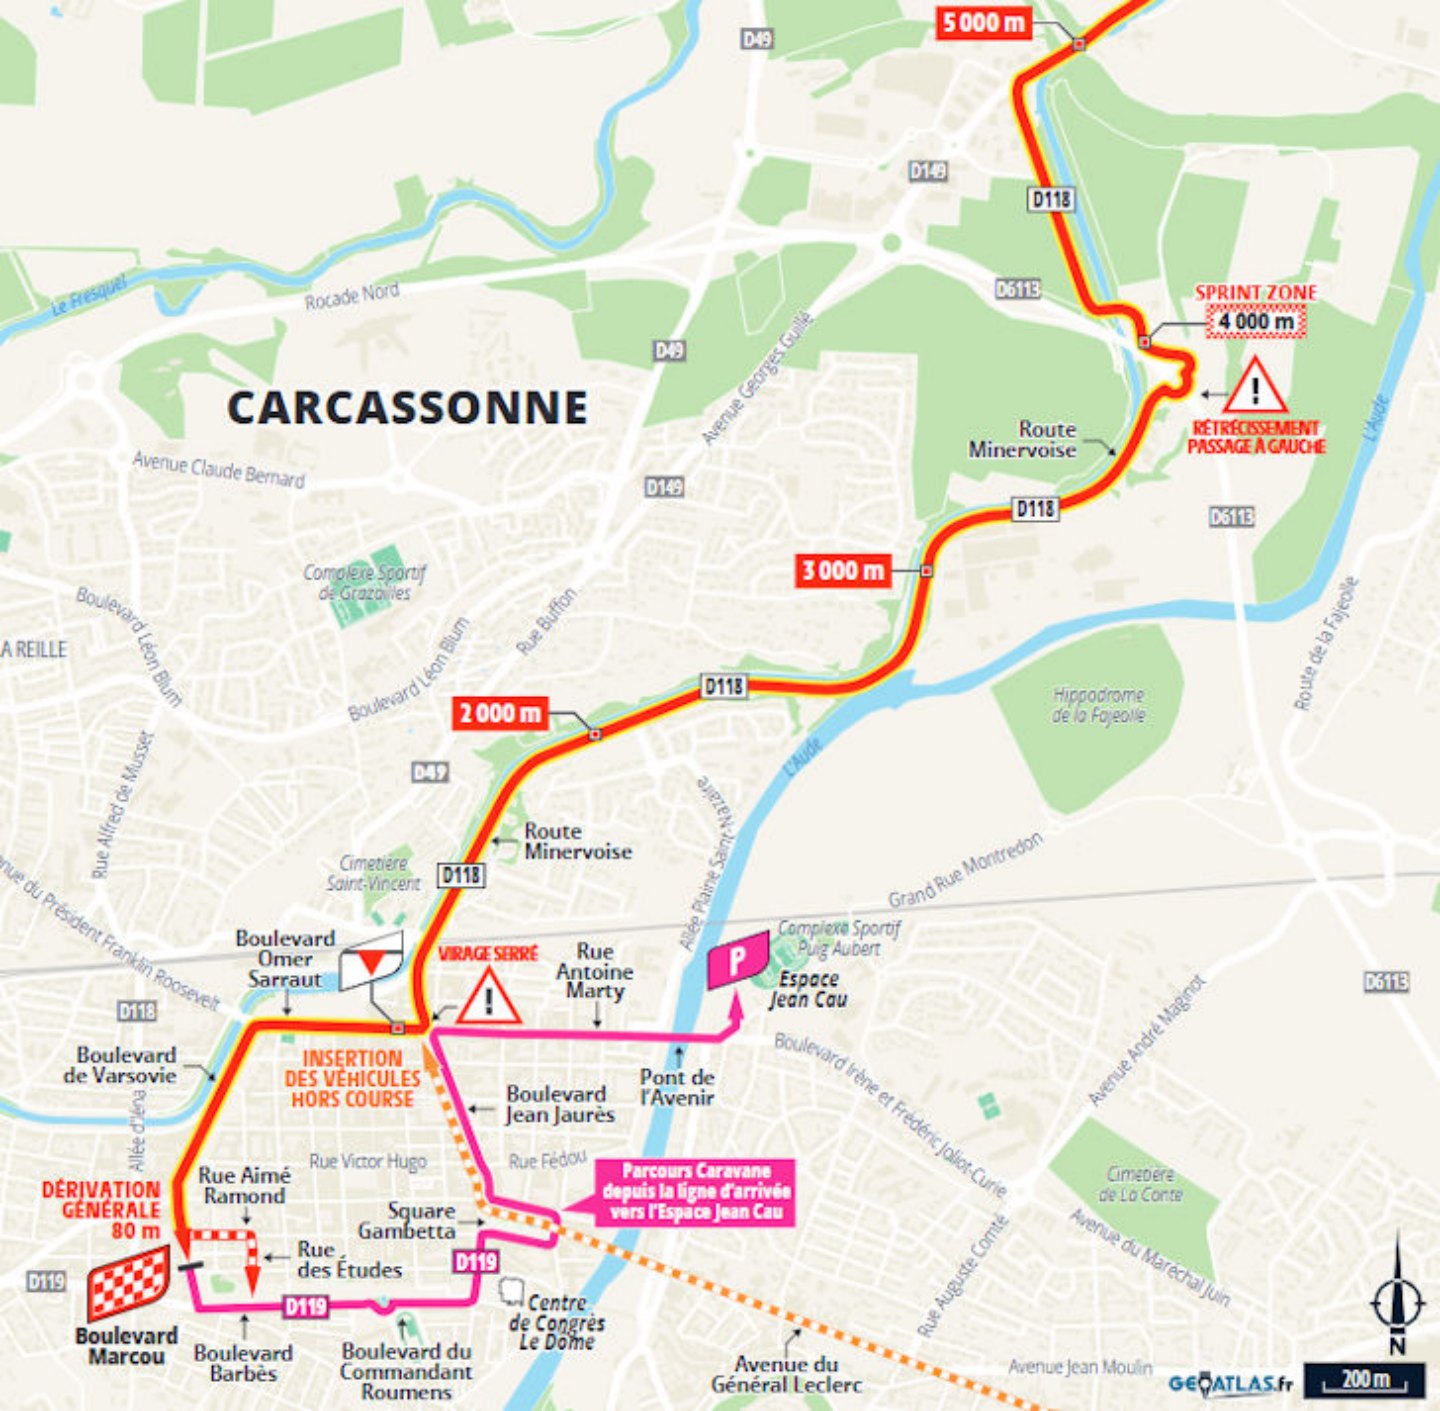 5 000 m
D49
D149
D118
Le Fresquel
Rocade Nord
D6113
SPRINT ZONE
4 000 m
D49
Avenue Georges Guillé
CARCASSONNE
!
RÉTRÉCISSEMENT
PASSAGE À GAUCHE
L'Aude
Route
Minervoise
Avenue Claude Bernard
D149
D118
D6113
3 000 m
Complexe Sportif
de Grazailles
Boulevard Léon Blum
Rue Buffon
Boulevard Léon Blum
Route de la Fajeolle
A REILLE
D118
Hippodrome
de la Fajeolle
2 000 m
L'Aude
D49
Rue Alfred de Musset
Allée Plaine Saint-Nazaire
Route
Minervoise
Cimetière
Saint-Vincent
D118
Grand Rue Montredon
nue du Président Franklin Roosevelt
Boulevard
Omer
Sarraut
VIRAGE SERRÉ
!
Rue
Antoine
Marty
P
Complexe Sportif
Puig Aubert
Espace
Jean Cau
D6113
D118
Boulevard
de Varsovie
INSERTION
DES VÉHICULES
HORS COURSE
Boulevard
Jean Jaurès
Pont de
l'Avenir
Boulevard Irène et Frédéric Joliot-Curie
Avenue André Maginot
Allée d'Iéna
Rue Victor Hugo
Rue Fédou
Rue Aimé
Ramond
DÉRIVATION
GÉNÉRALE
80 m
Parcours Caravane
depuis la ligne d'arrivée
vers l'Espace Jean Cau
Cimetière
de La Conte
Square
Gambetta
Rue
des Études
D119
D119
D119
Avenue du Maréchal Juin
Rue Auguste Comte
Centre
de Congrès
Le Dôme
Boulevard
Marcou
Boulevard
Barbès
Boulevard du
Commandant
Roumens
Avenue du
Général Leclerc
Avenue Jean Moulin
N
GEOATLAS.fr
200 m